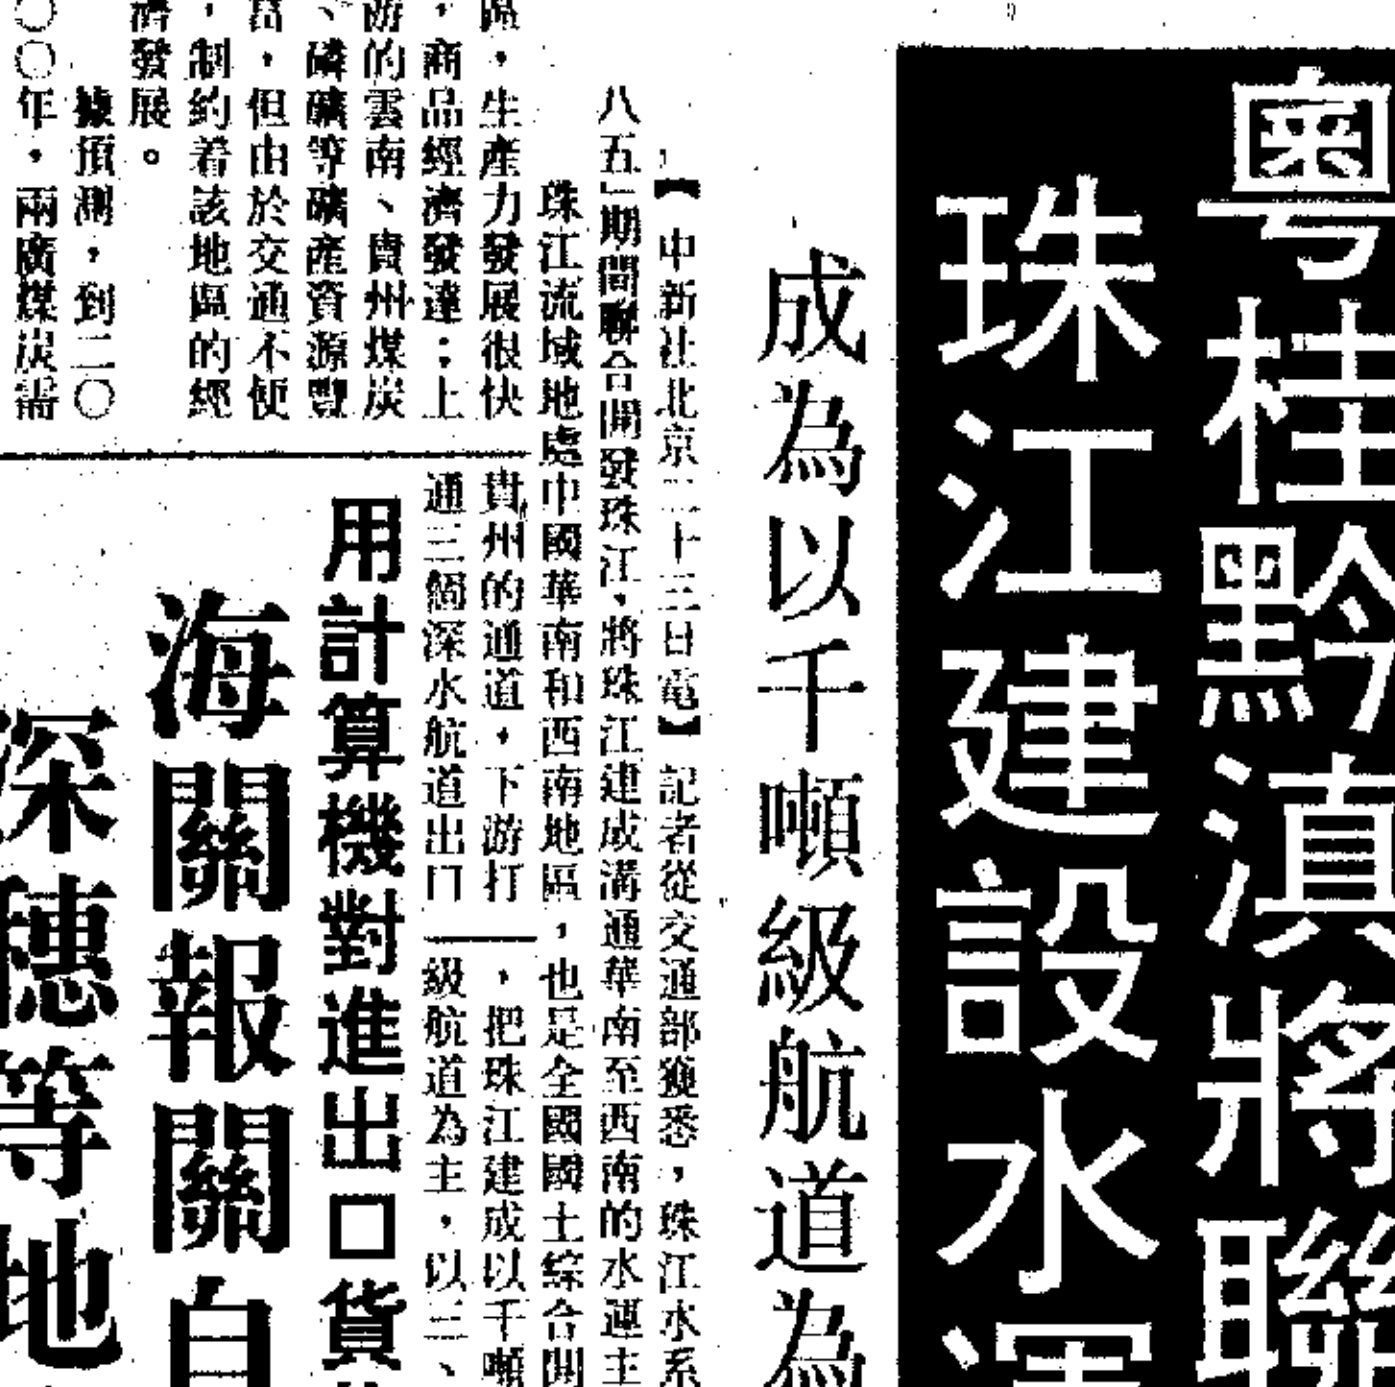 粤桂黔滇將聯
珠江建設水運
成為以千噸級航道為
【中新社北京二十三日電】記者從交通部獲悉，珠江水系
八五」期間聯合開發珠江，將珠江建成溝通華南至西南的水運主
珠江流域地處中國華南和西南地區，也是全國國土綜合開
區，生產力發展很快
，商品經濟發達；上
游的雲南、貴州煤炭
、磷礦等礦產資源豐
富，但由於交通不便
，制約着該地區的經
濟發展。
據預測，到二〇
〇〇年，兩廣煤炭需
貴州的通道，下游打
通三個深水航道出口
，把珠江建成以千噸
級航道為主，以三、
用計算機對進出口貨
海關報關自
深穗等地